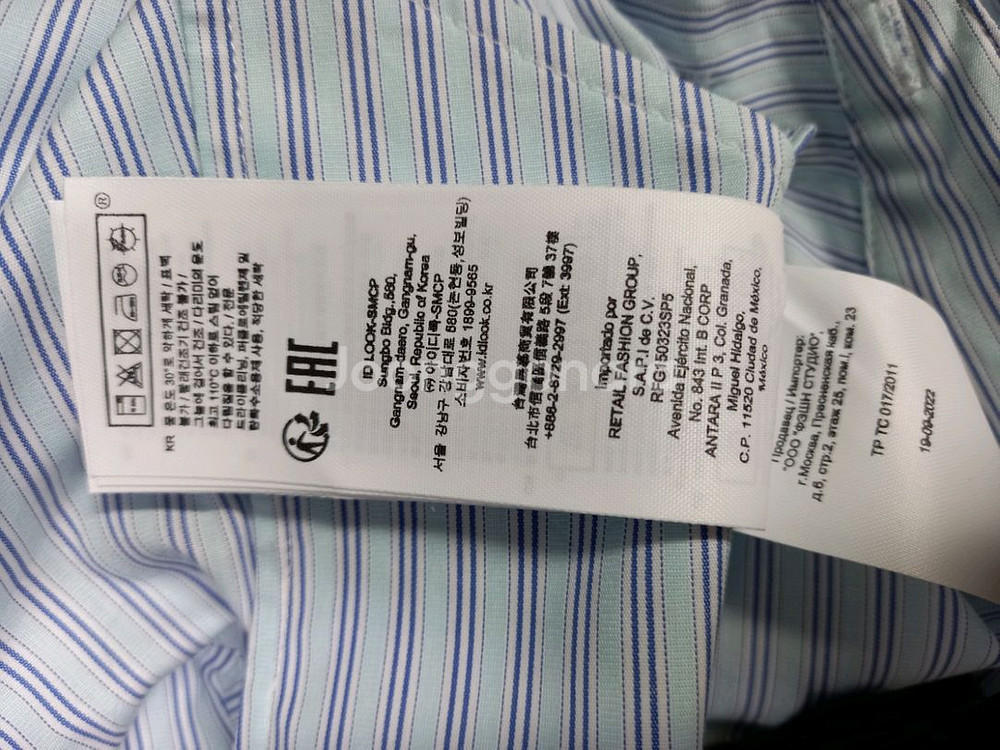 ®
KR 물 온도 30°로 약하게 세탁 / 표백
불가 / 텀블건조기 건조 불가 /
그늘에 걸어서 건조 / 다리미의 온도
최고 110°C 이하로 스팀 없이
다림질을 할 수 있다. / 전문
드라이클리닝, 퍼클로로에틸렌제 및
탄화수소용제 사용, 적당한 세탁
EAC
ID LOOK-SMCP
Sungbo Bldg.,580,
Gangnam-daero, Gangnam-gu,
Seoul, Republic of Korea
㈜아이디룩-SMCP
서울 강남구 강남대로 580(논현동,성보빌딩)
소비자번호 1899-9565
www.idlook.co.kr
商貿有限公司
台北市信義區信義路 5段 7號 37樓
+886-2-8729-2997 (Ext: 3997)
Importado por
RETAIL FASHION GROUP,
S.A.P.I de C.V.
RFG150323SP5
Avenida Ejército Nacional,
No. 843 Int. B CORP
ANTARA II P 3, Col. Granada,
Miguel Hidalgo,
C.P. 11520 Ciudad de México,
México
Продавец / Импортер:
"ООО "ФЭШН СТУДИО",
г.Москва, Пресненская наб.,
д.6, стр.2, этаж 25, пом.I, ком. 23
ТР ТС 017/2011
19-09-2022